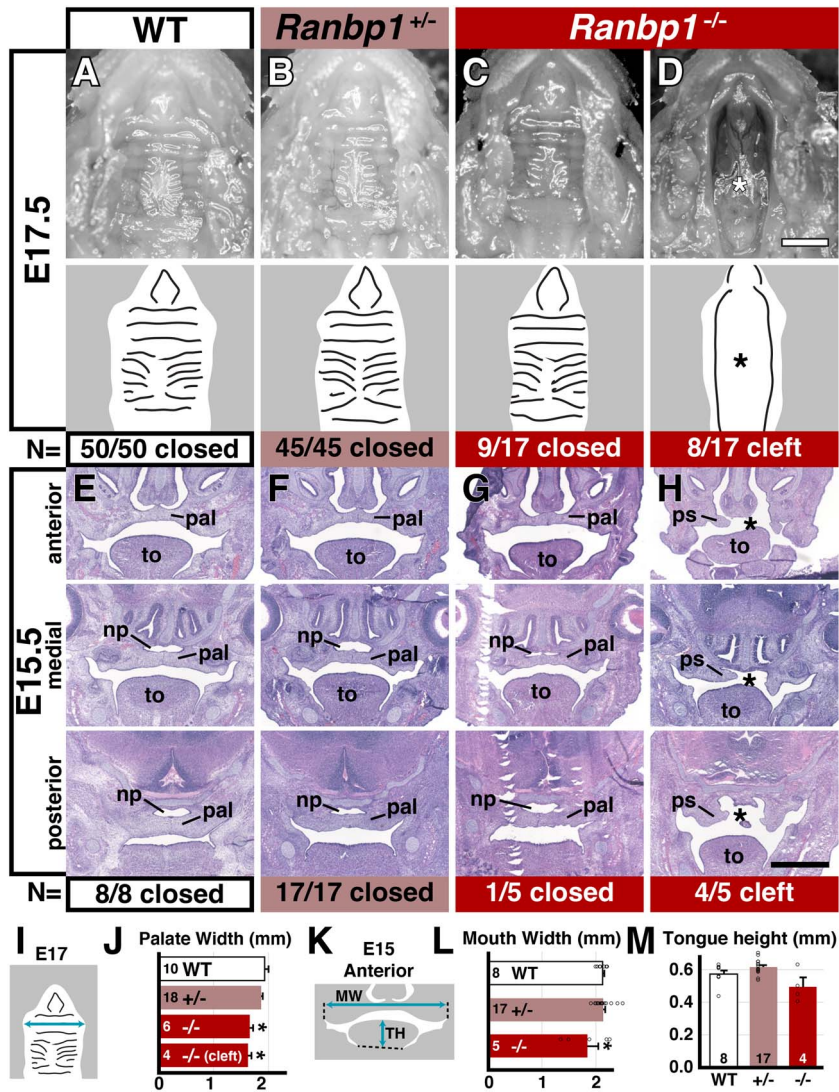 WT
Ranbp1+/-
Ranbp1-/-
E17.5
A
B
C
D
*
*
N=
50/50 closed
45/45 closed
9/17 closed
8/17 cleft
E15.5
anterior
E
pal
to
F
pal
to
G
pal
to
H
ps
*
to
medial
np
pal
to
np
pal
to
np
pal
to
ps
*
to
posterior
np
pal
np
pal
np
pal
ps
*
to
N=
8/8 closed
17/17 closed
1/5 closed
4/5 cleft
I
E17
J
Palate Width (mm)
10 WT
18 +/-
6 -/- *
4 -/- (cleft) *
0 1 2
K
E15
Anterior
MW
TH
L
Mouth Width (mm)
8 WT
17 +/-
5 -/- *
0 1 2
M
Tongue height (mm)
0.6
0.4
0.2
0.0
8 17 4
WT +/- -/-